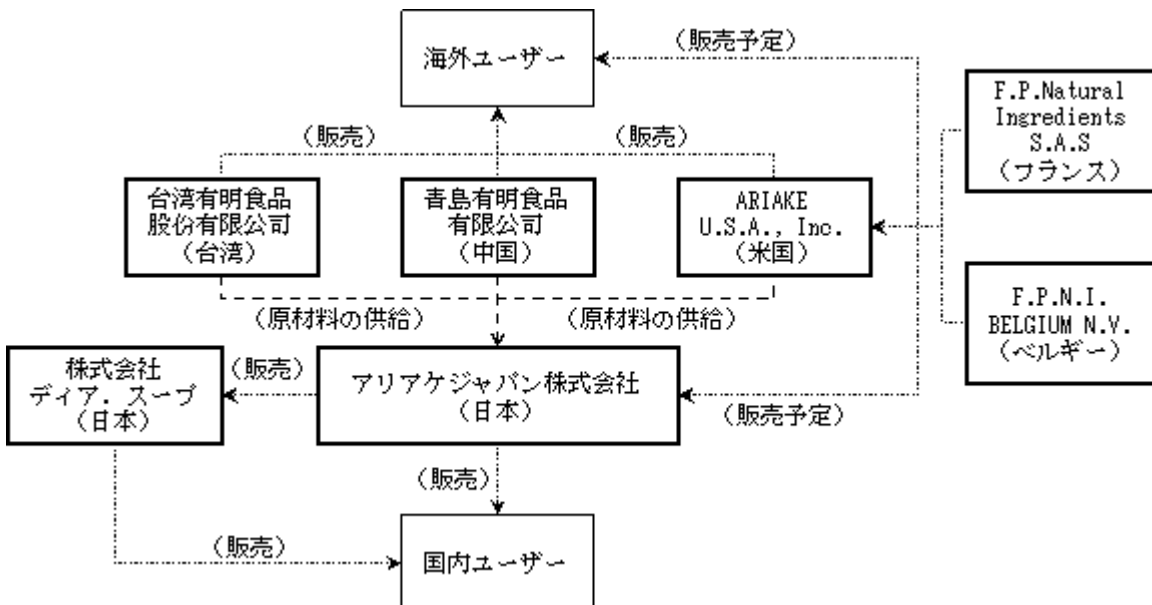 海外ユーザー
（販売予定）
F.P.Natural
Ingredients
S.A.S
（フランス）
（販売）
（販売）
台湾有明食品
股份有限公司
（台湾）
青島有明食品
有限公司
（中国）
ARIAKE
U.S.A., Inc.
（米国）
F.P.N.I.
BELGIUM N.V.
（ベルギー）
（原材料の供給）
（原材料の供給）
株式会社
ディア．スープ
（日本）
（販売）
アリアケジャパン株式会社
（日本）
（販売予定）
（販売）
（販売）
国内ユーザー